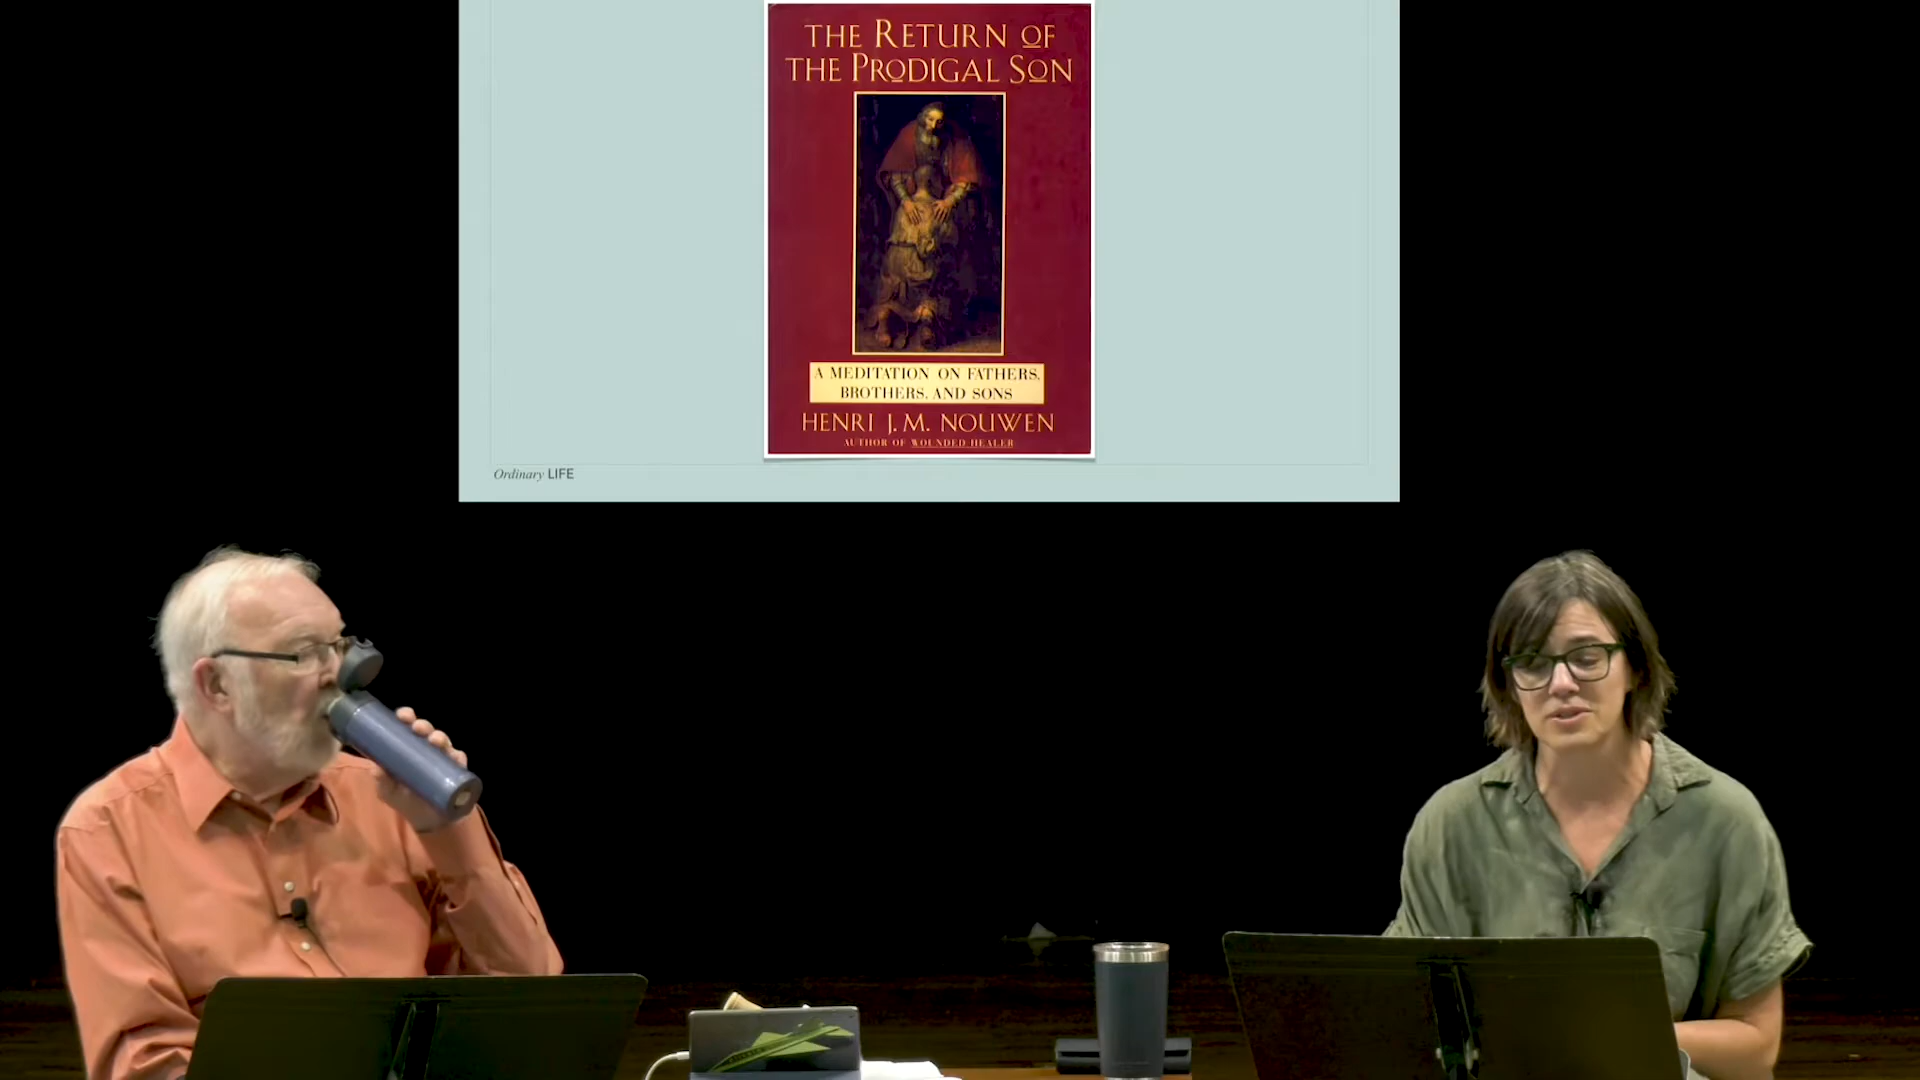 THE RETURN OF
THE PRODIGAL SON
A MEDITATION ON FATHERS,
BROTHERS, AND SONS
HENRI J.M. NOUWEN
AUTHOR OF WOUNDED HEALER
Ordinary LIFE